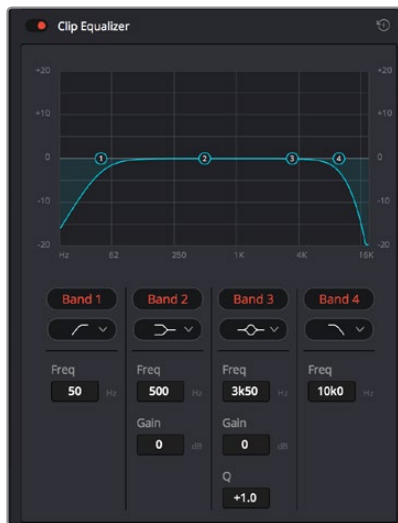 Clip Equalizer
+20 +20
+10 +10
0 1 2 3 4 0
-10 -10
-20 -20
Hz 62 250 1K 4K 16K
Band 1 Band 2 Band 3 Band 4
Freq Freq Freq Freq
50 Hz 500 Hz 3k50 Hz 10k0 Hz
Gain Gain
0 dB 0 dB
Q
+1.0